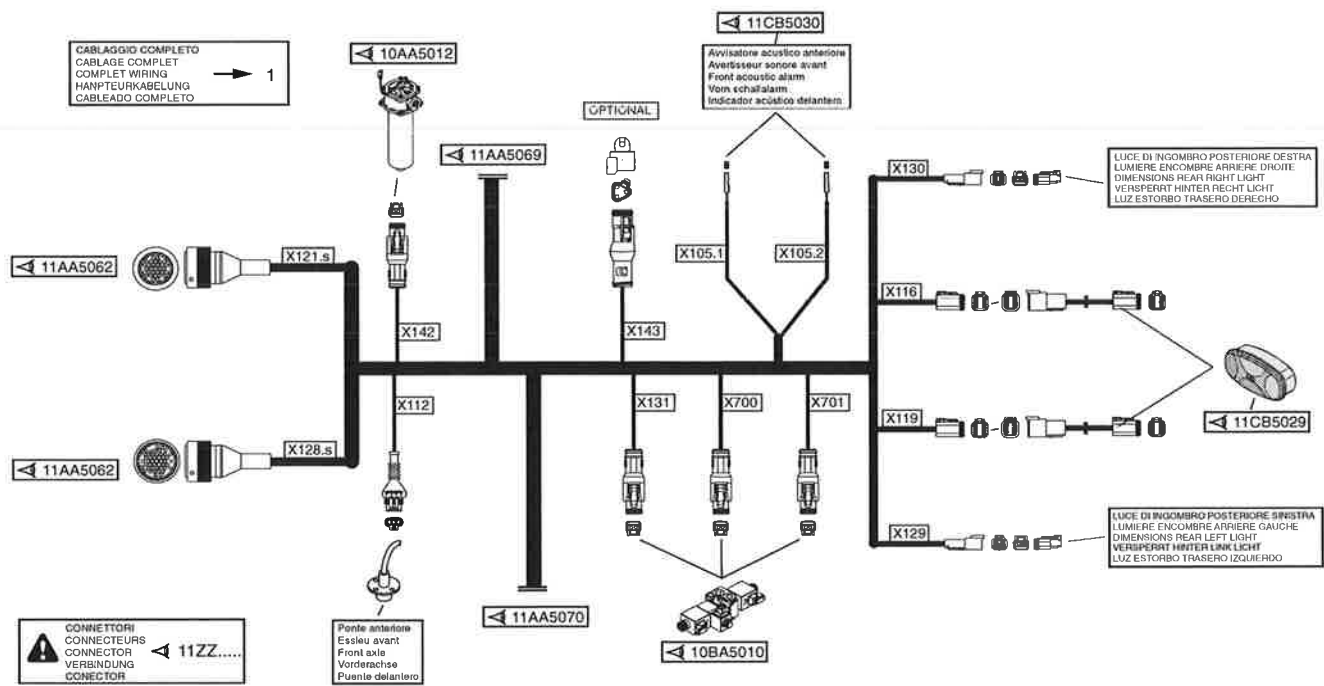 CABLAGGIO COMPLETO
CABLAGE COMPLET
COMPLET WIRING
HANPTEURKABELUNG
CABLEADO COMPLETO
1
10AA5012
11CB5030
Avvisatore acustico anteriore
Avertisseur sonore avant
Front acoustic alarm
Vorn schallalarm
Indicador acústico delantero
OPTIONAL
11AA5069
X130
LUCE DI INGOMBRO POSTERIORE DESTRA
LUMIERE ENCOMBRE ARRIERE DROITE
DIMENSIONS REAR RIGHT LIGHT
VERSPERRT HINTER RECHT LIGHT
LUZ ESTORBO TRASERO DERECHO
11AA5062
X121.s
X105.1
X105.2
X116
X142
X143
X112
X131
X700
X701
X119
11CB5029
11AA5062
X128.s
X129
LUCE DI INGOMBRO POSTERIORE SINISTRA
LUMIERE ENCOMBRE ARRIERE GAUCHE
DIMENSIONS REAR LEFT LIGHT
VERSPERRT HINTER LINK LICHT
LUZ ESTORBO TRASERO IZQUIERDO
11AA5070
CONNETTORI
CONNECTEURS
CONNECTOR
VERBINDUNG
CONECTOR
11ZZ.....
Ponte anteriore
Essieu avant
Front axle
Vorderachse
Puente delantero
10BA5010